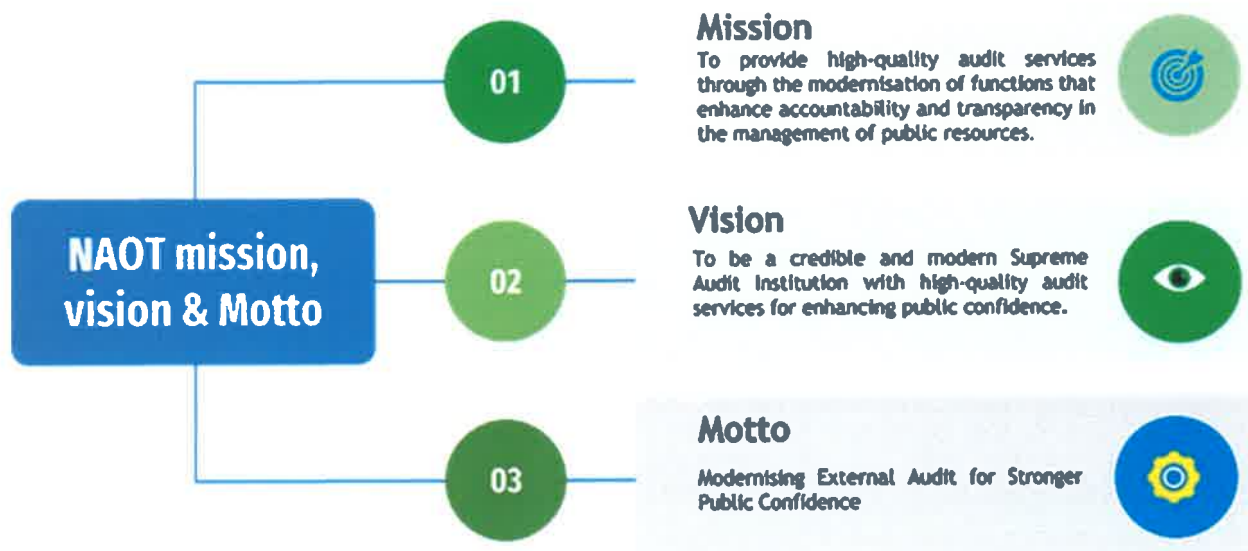 NAOT mission,
vision & Motto
01
Mission
To provide high-quality audit services
through the modernisation of functions that
enhance accountability and transparency in
the management of public resources.
02
Vision
To be a credible and modern Supreme
Audit Institution with high-quality audit
services for enhancing public confidence.
03
Motto
Modernising External Audit for Stronger
Public Confidence